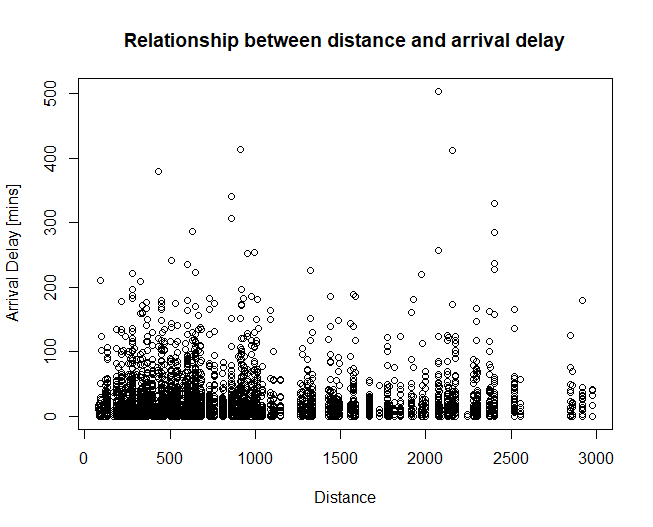 Relationship between distance and arrival delay
500
400
300
200
100
0
Arrival Delay [mins]
0 500 1000 1500 2000 2500 3000
Distance